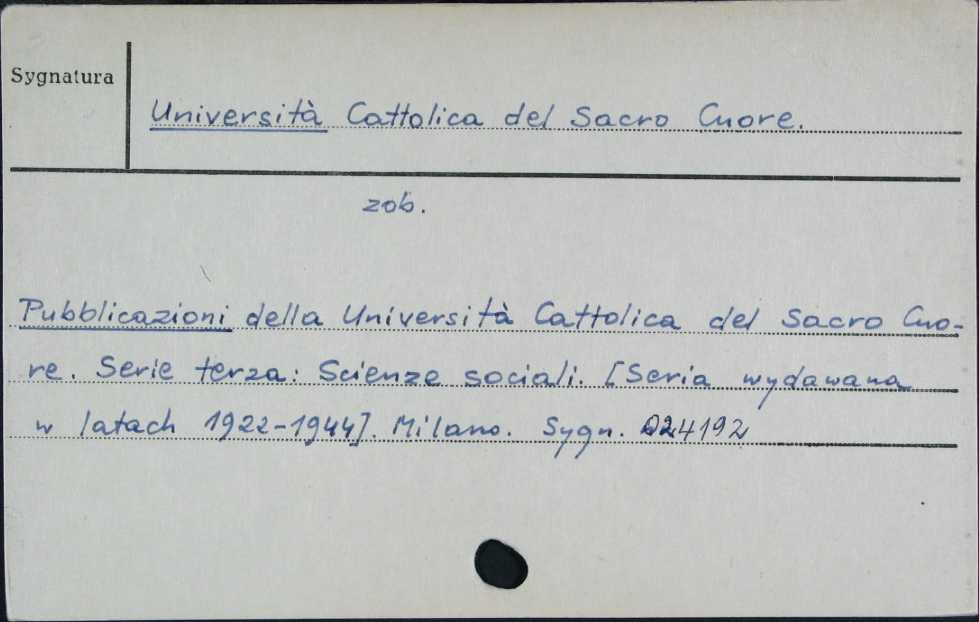 Sygnatura
Università Cattolica del Sacro Cuore.
zob.
Pubblicazioni della Università Cattolica del Sacro Cuo-
re. Serie terza: Scienze sociali. [Seria wydawana
w latach 1922-1944]. Milano. Sygn. 024192